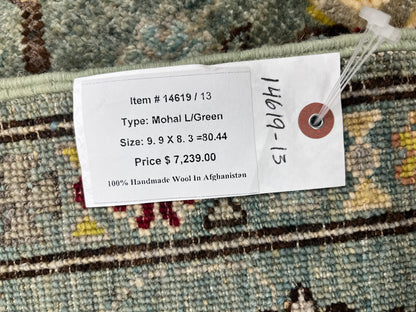 Item # 14619 / 13
Type: Mohal L/Green
Size: 9. 9 X 8. 3 =80.44
Price $ 7,239.00
100% Handmade Wool In Afghanistan
14619-13